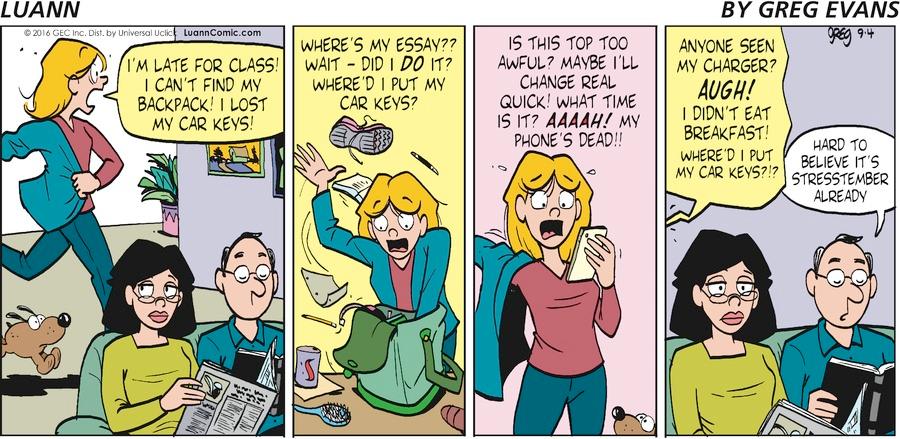 LUANN
BY GREG EVANS
© 2016 GEC Inc. Dist. by Universal Uclick
LuannComic.com
I'M LATE FOR CLASS!
I CAN'T FIND MY
BACKPACK! I LOST
MY CAR KEYS!
WHERE'S MY ESSAY??
WAIT – DID I DO IT?
WHERE'D I PUT MY
CAR KEYS?
IS THIS TOP TOO
AWFUL? MAYBE I'LL
CHANGE REAL
QUICK! WHAT TIME
IS IT? AAAAH! MY
PHONE'S DEAD!!
GREG 9·4
ANYONE SEEN
MY CHARGER?
AUGH!
I DIDN'T EAT
BREAKFAST!
WHERE'D I PUT
MY CAR KEYS?!?
HARD TO
BELIEVE IT'S
STRESSTEMBER
ALREADY